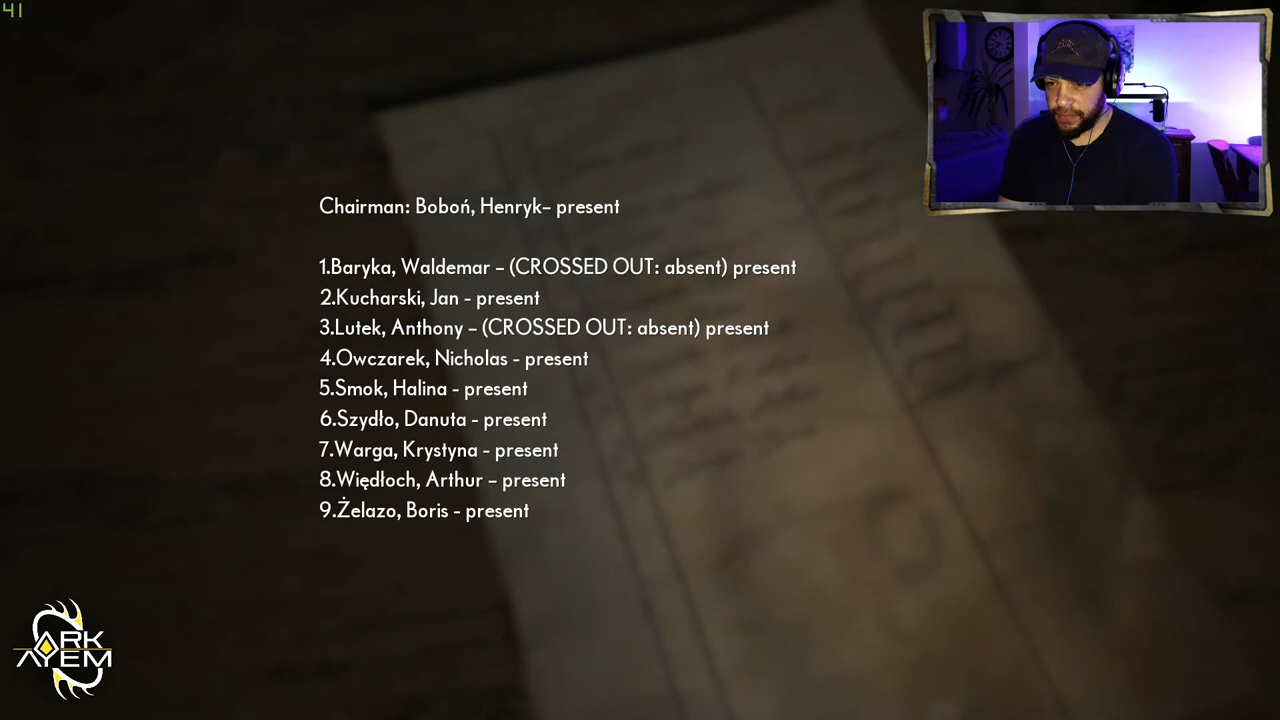 41
Chairman: Boboń, Henryk– present
1.Baryka, Waldemar – (CROSSED OUT: absent) present
2.Kucharski, Jan - present
3.Lutek, Anthony – (CROSSED OUT: absent) present
4.Owczarek, Nicholas - present
5.Smok, Halina - present
6.Szydło, Danuta - present
7.Warga, Krystyna - present
8.Więdłoch, Arthur – present
9.Żelazo, Boris - present
ARK
AYEM